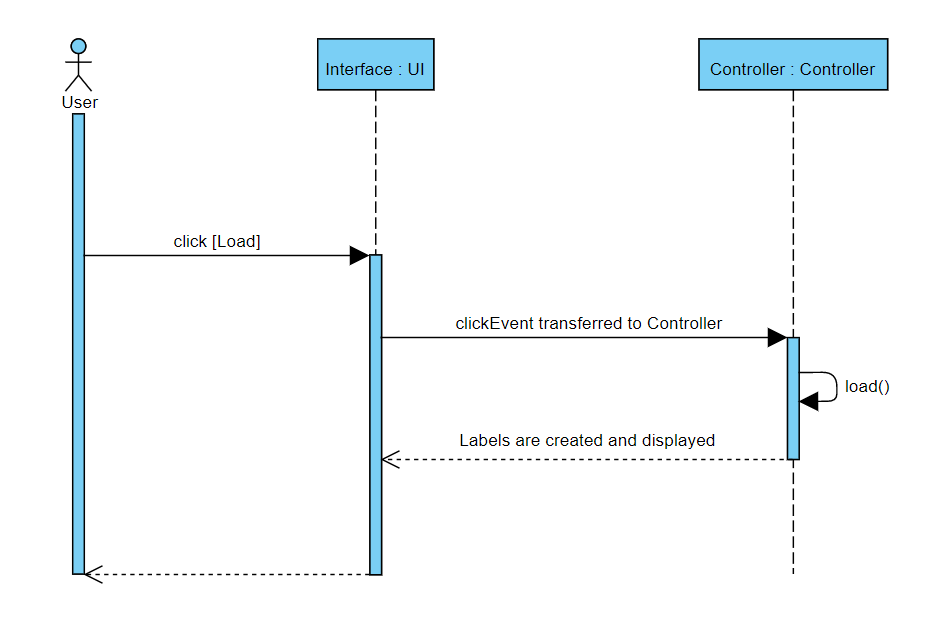 User
Interface : UI
Controller : Controller
click [Load]
clickEvent transferred to Controller
load()
Labels are created and displayed